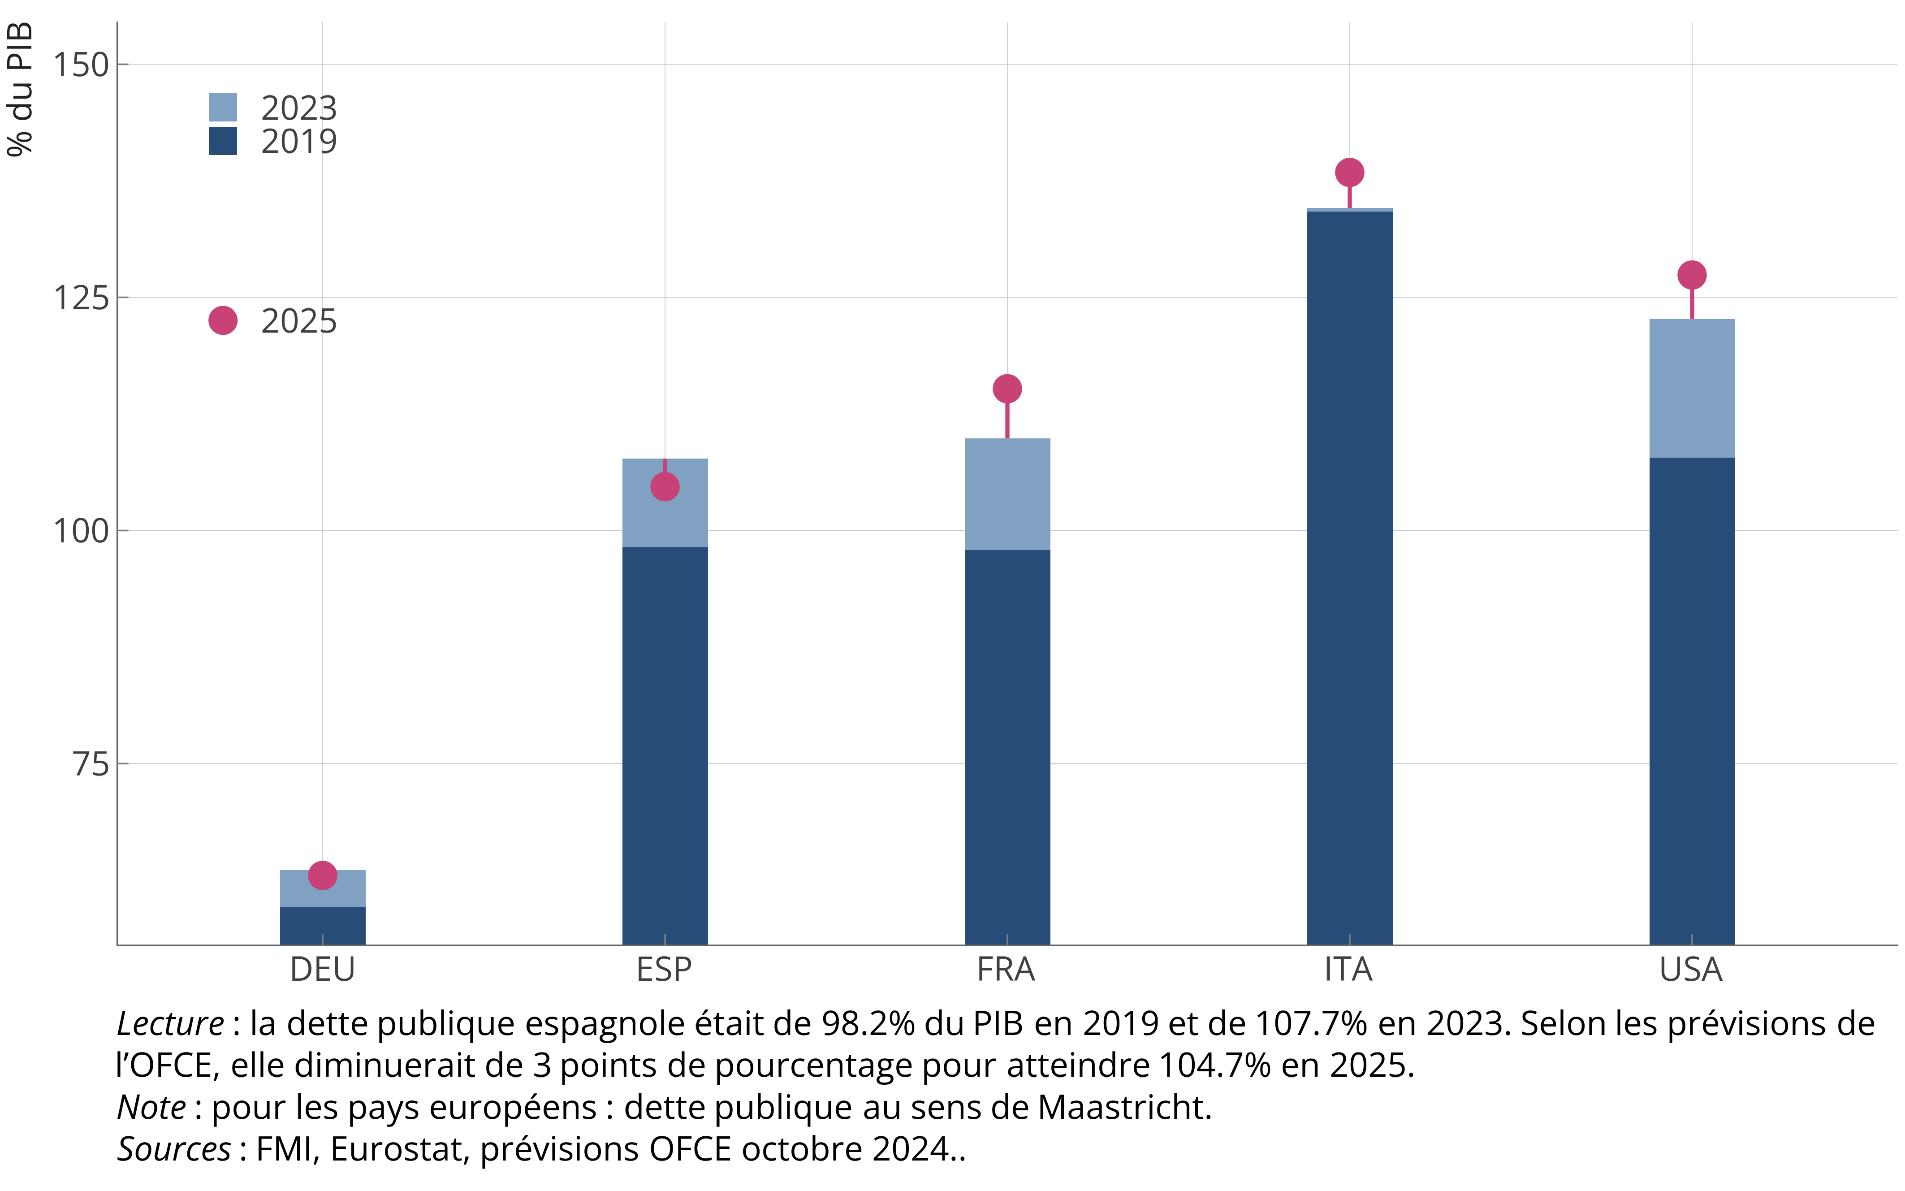 % du PIB
150
2023
2019
125
2025
100
75
DEU ESP FRA ITA USA
Lecture : la dette publique espagnole était de 98.2% du PIB en 2019 et de 107.7% en 2023. Selon les prévisions de
l’OFCE, elle diminuerait de 3 points de pourcentage pour atteindre 104.7% en 2025.
Note : pour les pays européens : dette publique au sens de Maastricht.
Sources : FMI, Eurostat, prévisions OFCE octobre 2024..